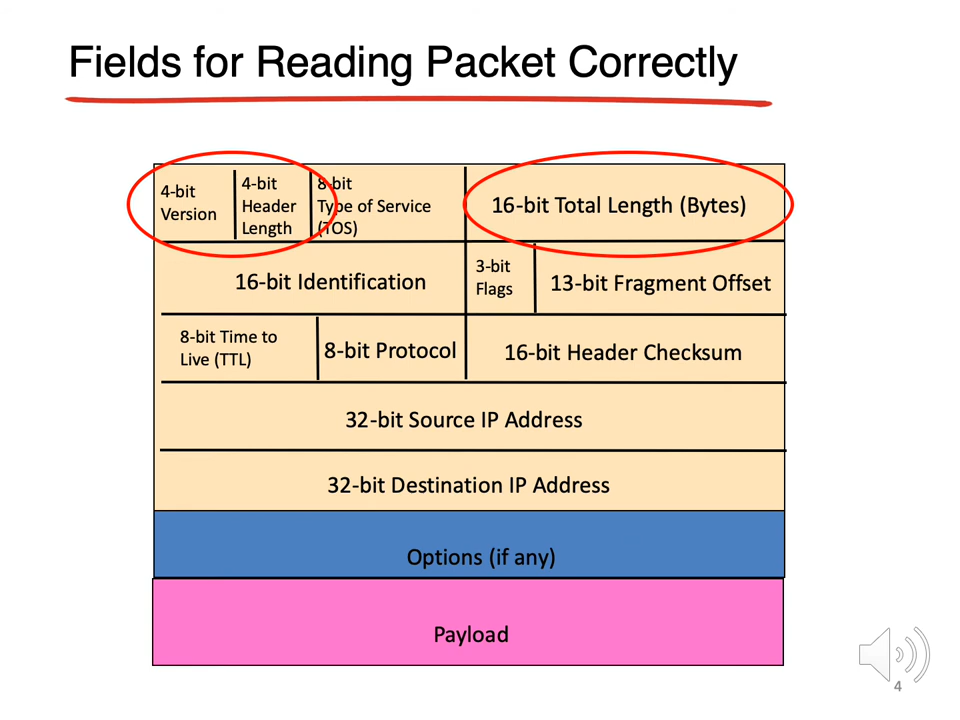 Fields for Reading Packet Correctly
4-bit
Version
4-bit
Header
Length
8-bit
Type of Service
(TOS)
16-bit Total Length (Bytes)
16-bit Identification
3-bit
Flags
13-bit Fragment Offset
8-bit Time to
Live (TTL)
8-bit Protocol
16-bit Header Checksum
32-bit Source IP Address
32-bit Destination IP Address
Options (if any)
Payload
4